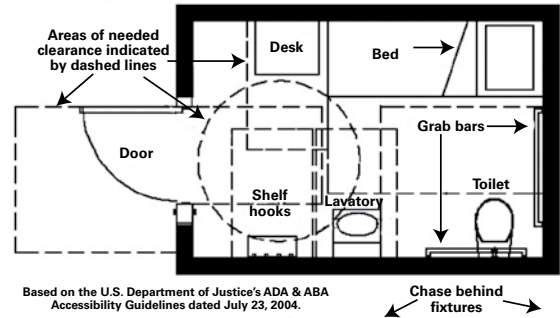 Areas of needed
clearance indicated
by dashed lines
Desk
Bed
Grab bars
Door
Toilet
Shelf
hooks
Lavatory
Based on the U.S. Department of Justice's ADA & ABA
Accessibility Guidelines dated July 23, 2004.
Chase behind
fixtures